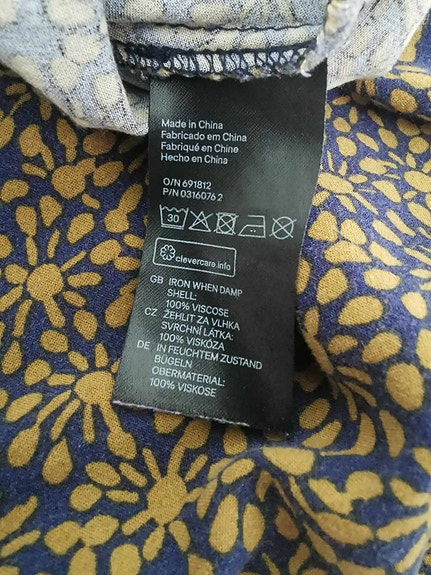 Made in China
Fabricado em China
Fabriqué en Chine
Hecho en China
O/N 691812
P/N 0316076 2
30
clevercare.info
GB IRON WHEN DAMP
SHELL:
100% VISCOSE
CZ ŽEHLIT ZA VLHKA
SVRCHNÍ LÁTKA:
100% VISKÓZA
DE IN FEUCHTEM ZUSTAND
BÜGELN
OBERMATERIAL:
100% VISKOSE